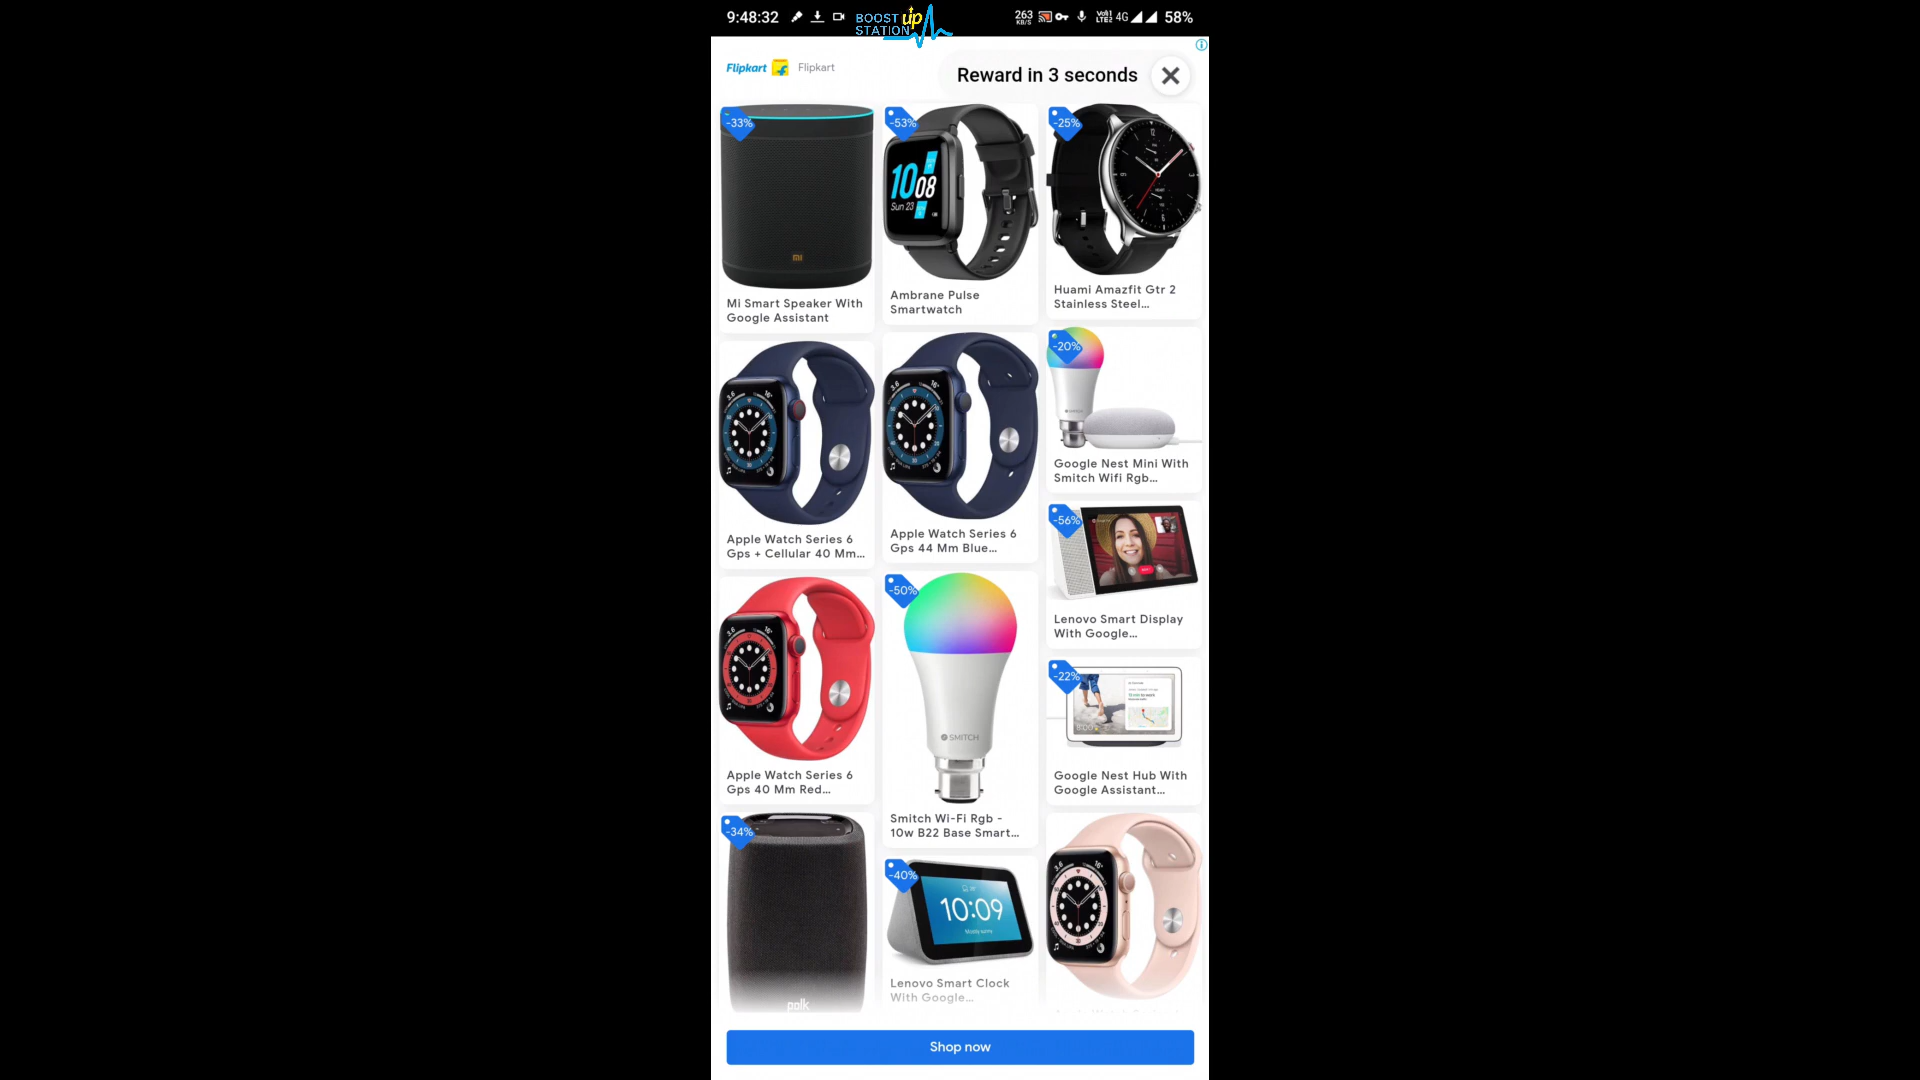 9:48:32
BOOST up
STATION
263
KB/S
4G
58%
Flipkart
Flipkart
Reward in 3 seconds
-33%
mi
Mi Smart Speaker With
Google Assistant
-53%
10 08
Sun 23
Ambrane Pulse
Smartwatch
-25%
Huami Amazfit Gtr 2
Stainless Steel...
Apple Watch Series 6
Gps + Cellular 40 Mm...
Apple Watch Series 6
Gps 44 Mm Blue...
-20%
Google Nest Mini With
Smitch Wifi Rgb...
-56%
Lenovo Smart Display
With Google...
Apple Watch Series 6
Gps 40 Mm Red...
-50%
SMITCH
Smitch Wi-Fi Rgb -
10w B22 Base Smart...
-22%
Google Nest Hub With
Google Assistant...
-34%
polk
-40%
10:09
Lenovo Smart Clock
With Google...
Shop now